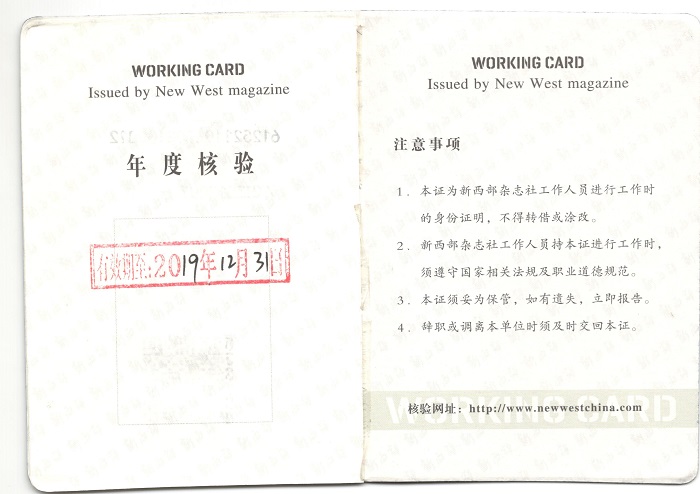 WORKING CARD
Issued by New West magazine
年度核验
有效期至:2019年12月31日
WORKING CARD
Issued by New West magazine
注意事项
1. 本证为新西部杂志社工作人员进行工作时
的身份证明，不得转借或涂改。
2. 新西部杂志社工作人员持本证进行工作时，
须遵守国家相关法规及职业道德规范。
3. 本证须妥为保管，如有遗失，立即报告。
4. 辞职或调离本单位时须及时交回本证。
WORKING CARD
核验网址：http://www.newwestchina.com